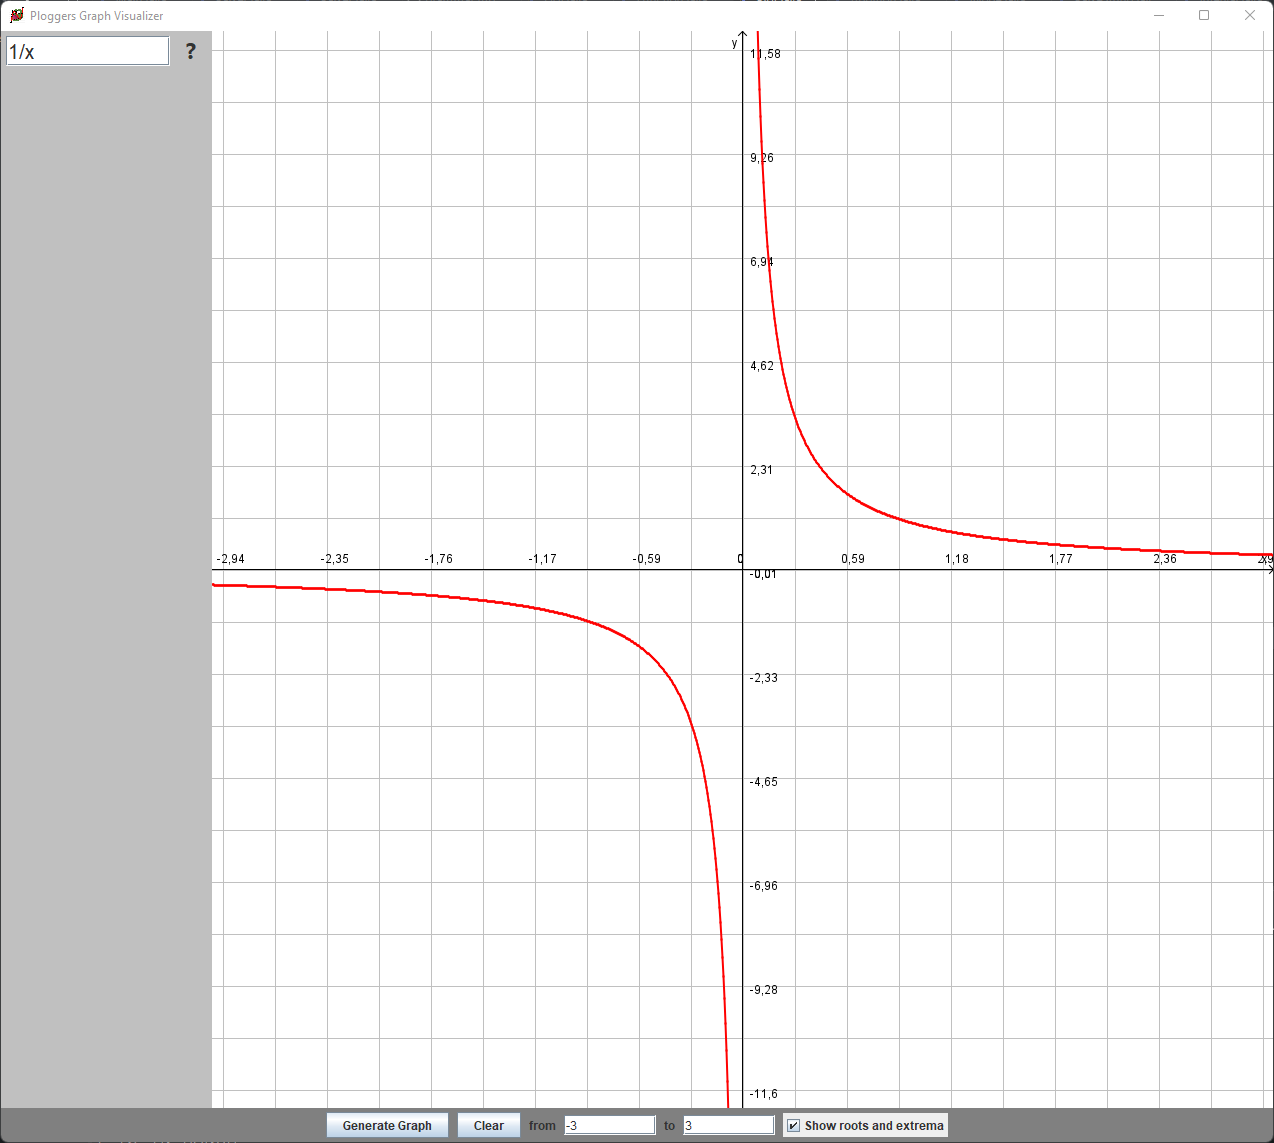 Ploggers Graph Visualizer
1/x ?
y
11,58
9,26
6,94
4,62
2,31
-2,94 -2,35 -1,76 -1,17 -0,59 0 0,59 1,18 1,77 2,36
-0,01
-2,33
-4,65
-6,96
-9,28
-11,6
Generate Graph Clear from -3 to 3 Show roots and extrema